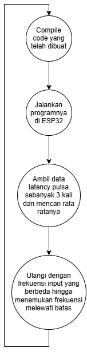 Compile
code yang
telah dibuat
Jalankan
programnya
di ESP32
Ambil data
latency pulsa
sebanyak 3 kali
dan mencari rata
ratanya
Ulangi dengan
frekuensi input yang
berbeda hingga
menemukan frekuensi
melewati batas